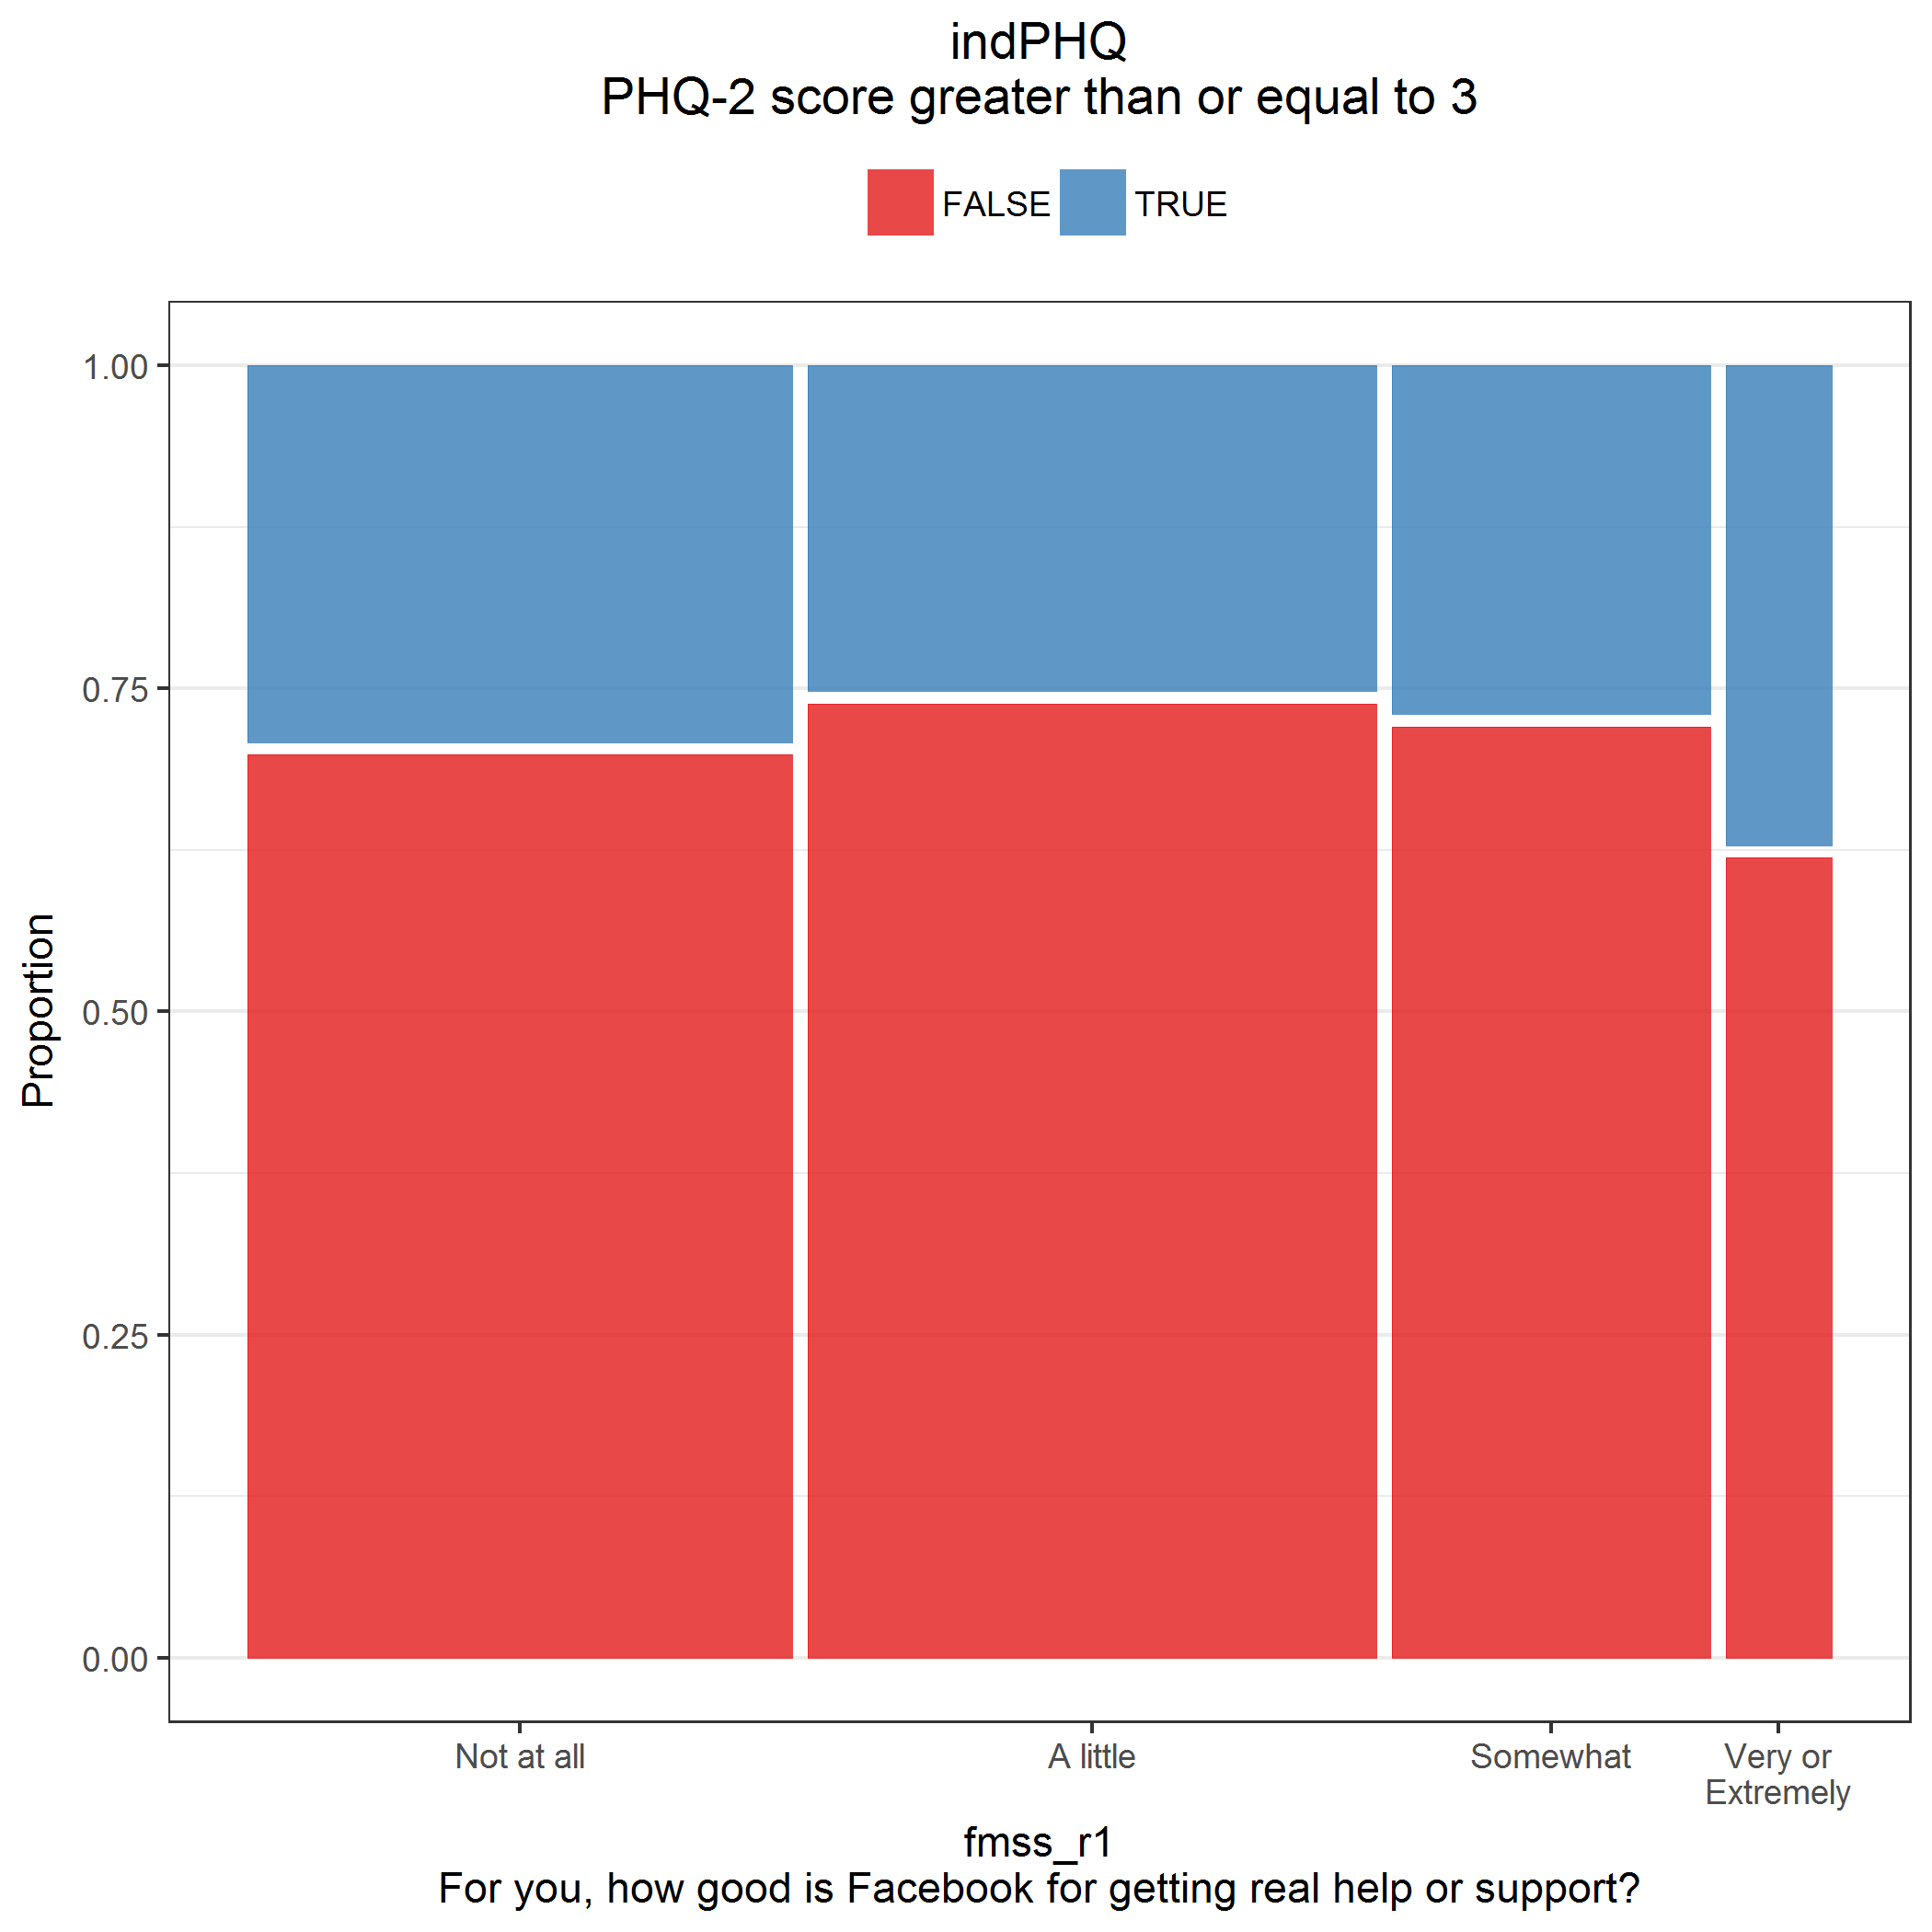 indPHQ
PHQ-2 score greater than or equal to 3
FALSE TRUE
1.00
0.75
0.50
0.25
0.00
Proportion
Not at all A little Somewhat Very or
Extremely
fmss_r1
For you, how good is Facebook for getting real help or support?